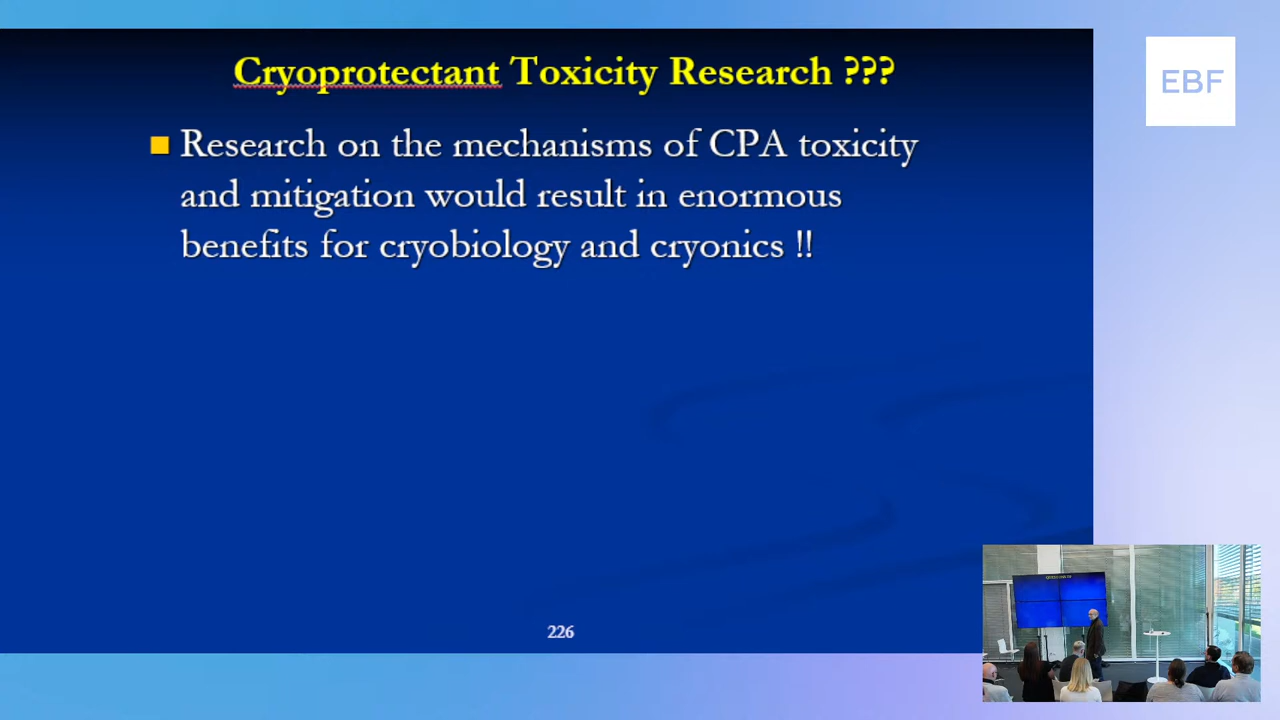 Cryoprotectant Toxicity Research ???
EBF
Research on the mechanisms of CPA toxicity
and mitigation would result in enormous
benefits for cryobiology and cryonics !!
226